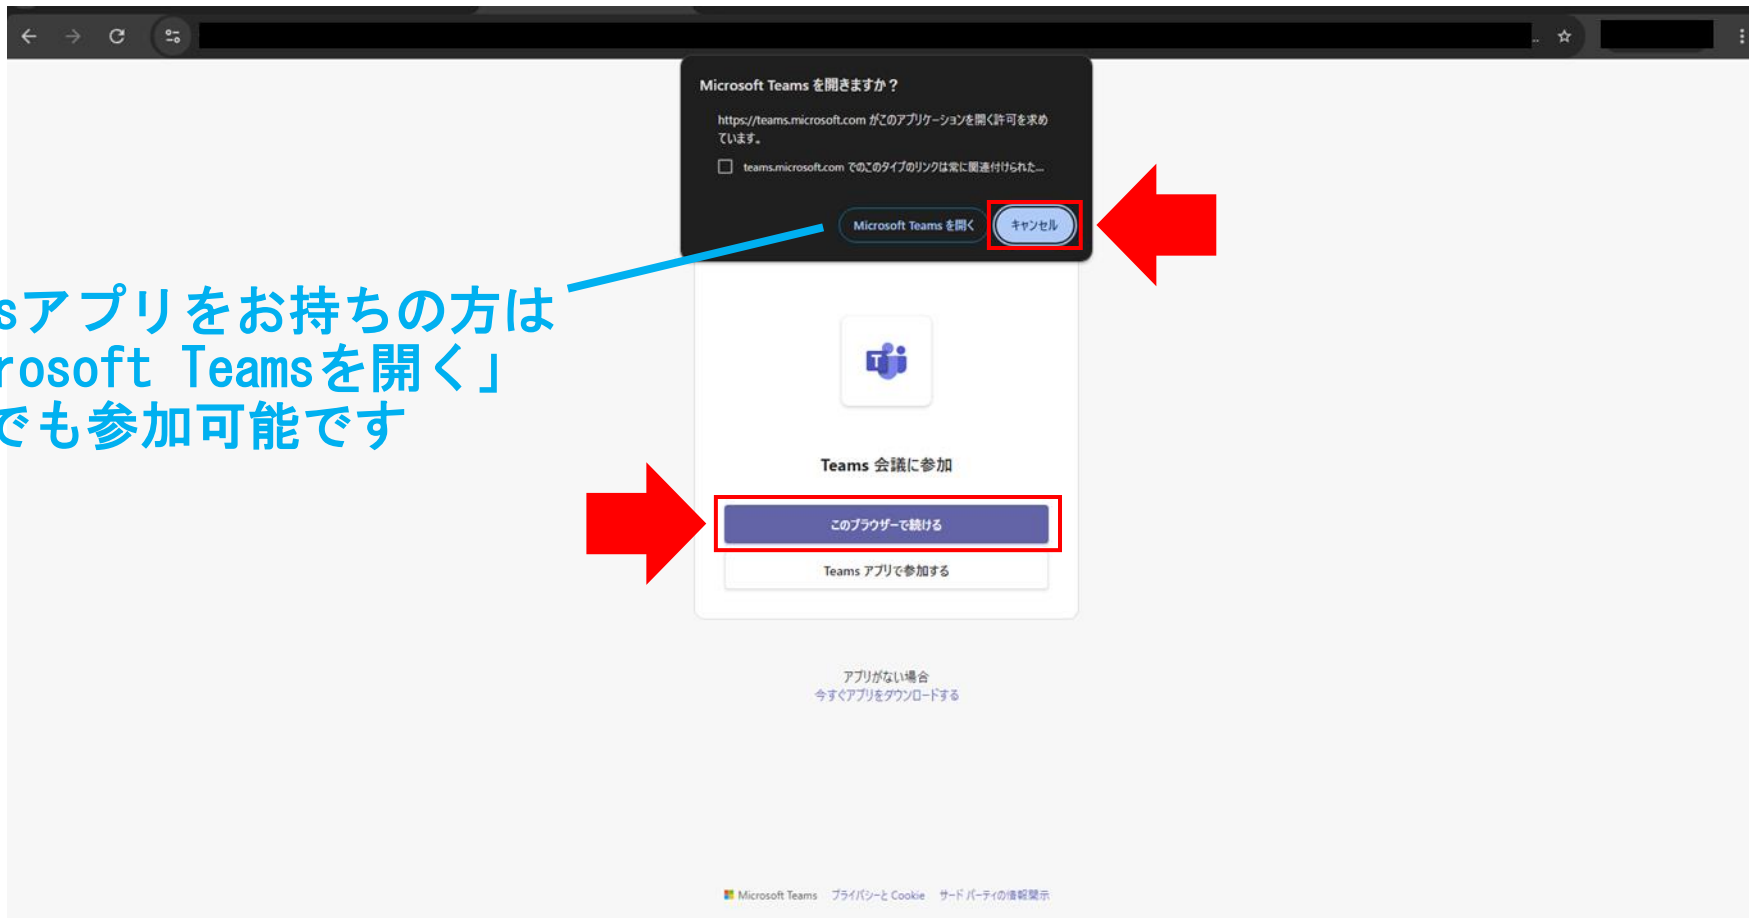 Microsoft Teams を開きますか？
https://teams.microsoft.com がこのアプリケーションを開く許可を求め
ています。
teams.microsoft.com でのこのタイプのリンクは常に関連付けられた...
Microsoft Teams を開く キャンセル
sアプリをお持ちの方は
rosoft Teamsを開く」
でも参加可能です
Teams 会議に参加
このブラウザーで続ける
Teams アプリで参加する
アプリがない場合
今すぐアプリをダウンロードする
Microsoft Teams プライバシーと Cookie サード パーティの情報開示